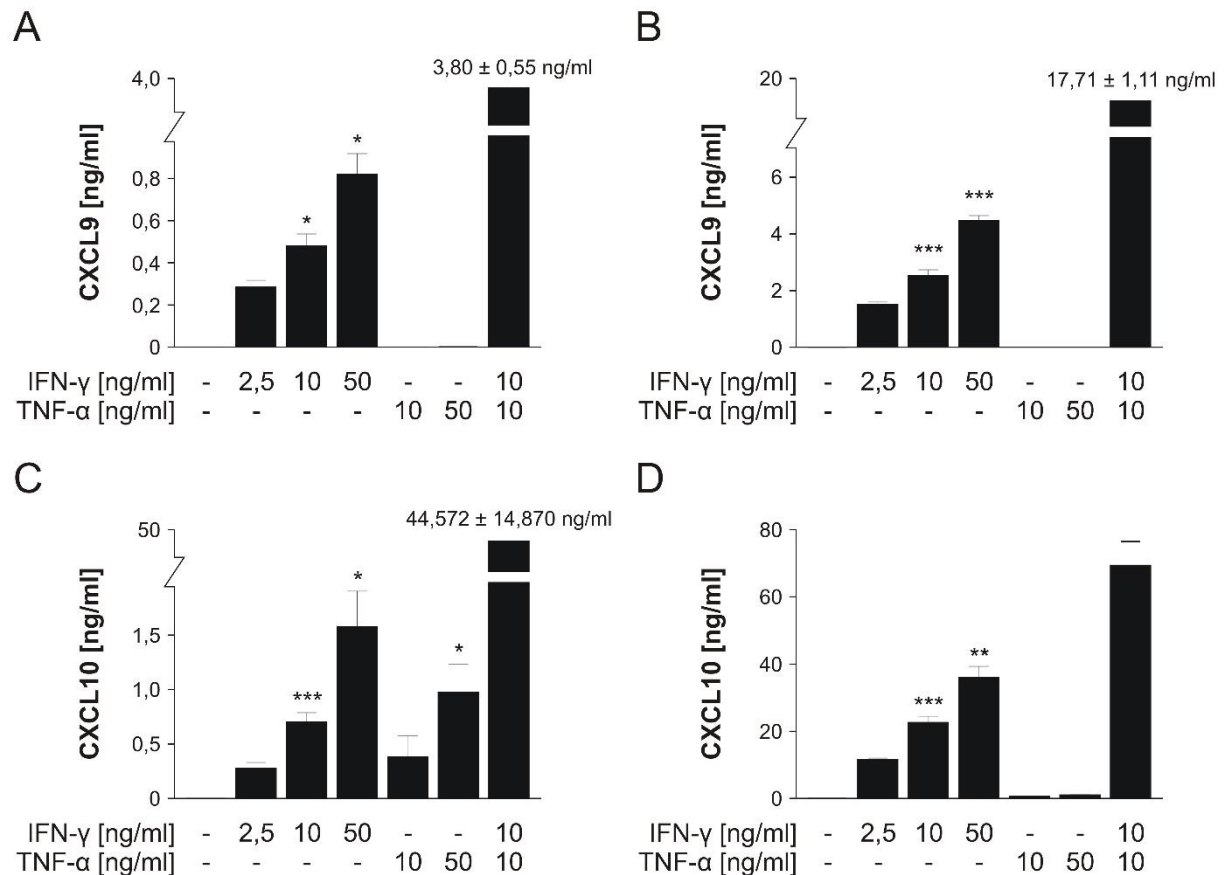 A
3,80 ± 0,55 ng/ml
4,0
CXCL9 [ng/ml]
*
*
0,8
0,6
0,4
0,2
0
IFN-γ [ng/ml] - 2,5 10 50 - - 10
TNF-α [ng/ml] - - - - 10 50 10
B
17,71 ± 1,11 ng/ml
20
CXCL9 [ng/ml]
***
***
6
4
2
0
IFN-γ [ng/ml] - 2,5 10 50 - - 10
TNF-α [ng/ml] - - - - 10 50 10
C
44,572 ± 14,870 ng/ml
50
CXCL10 [ng/ml]
***
*
*
1,5
1,0
0,5
0
IFN-γ [ng/ml] - 2,5 10 50 - - 10
TNF-α [ng/ml] - - - - 10 50 10
D
CXCL10 [ng/ml]
80
60
40
20
0
***
**
IFN-γ [ng/ml] - 2,5 10 50 - - 10
TNF-α [ng/ml] - - - - 10 50 10